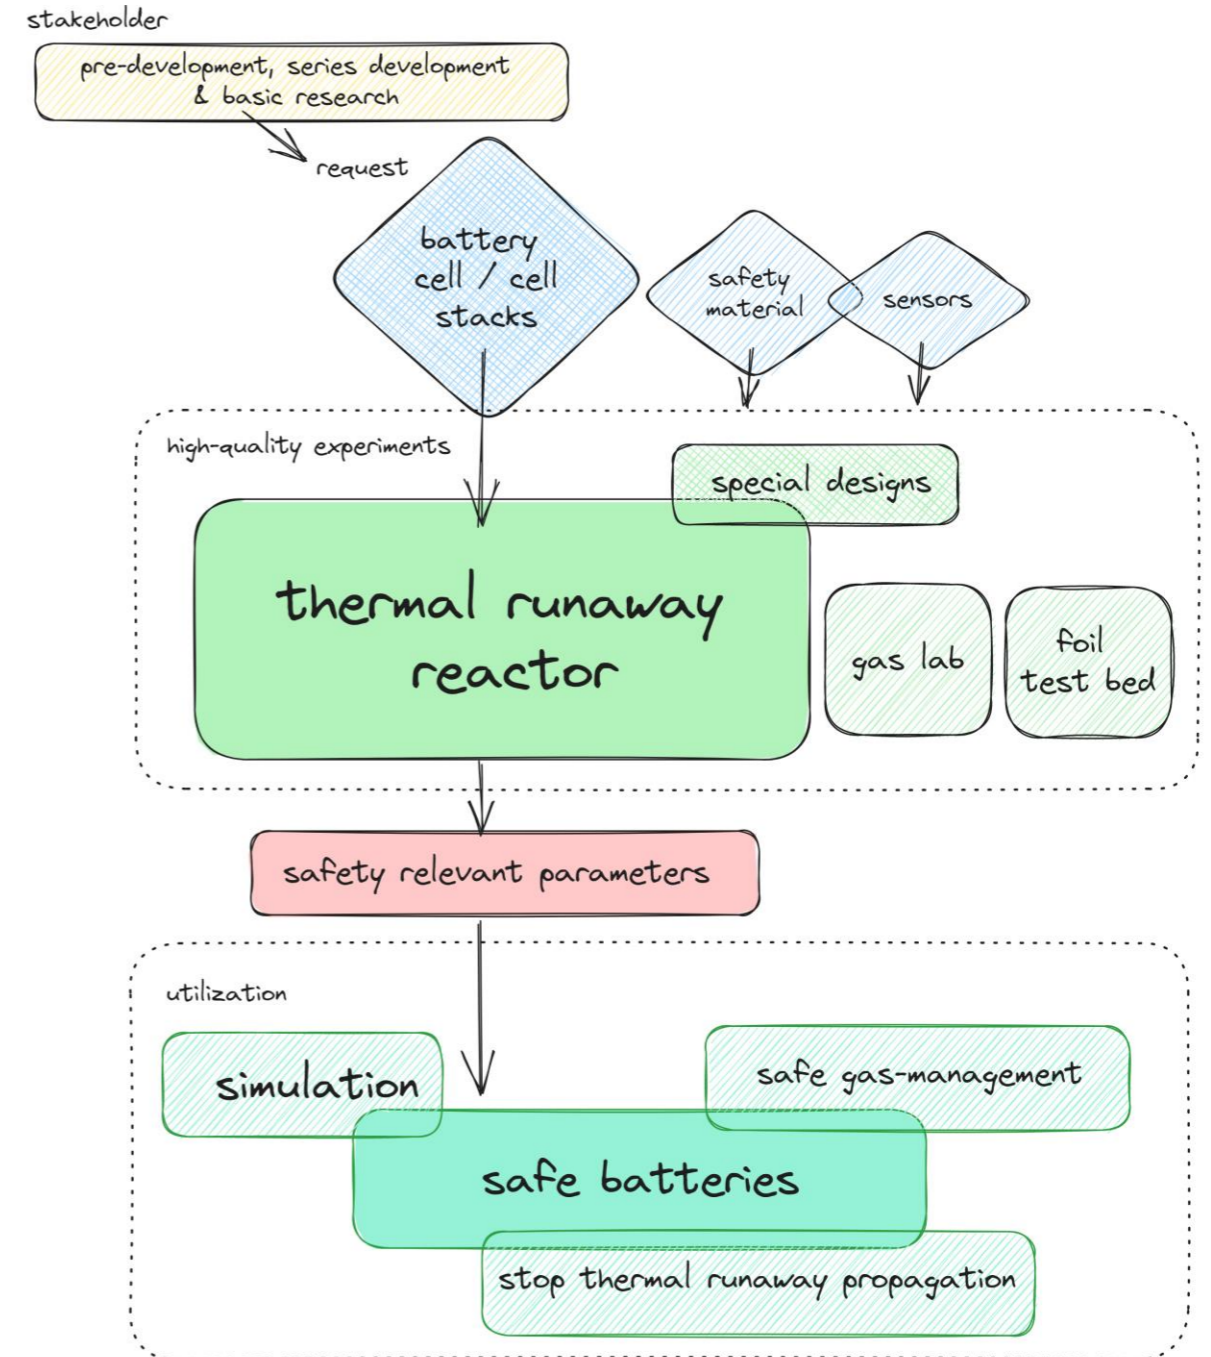 stakeholder
pre-development, series development
& basic research
request
battery
cell / cell
stacks
safety
material
sensors
high-quality experiments
special designs
thermal runaway
reactor
gas lab
foil
test bed
safety relevant parameters
utilization
simulation
safe gas-management
safe batteries
stop thermal runaway propagation